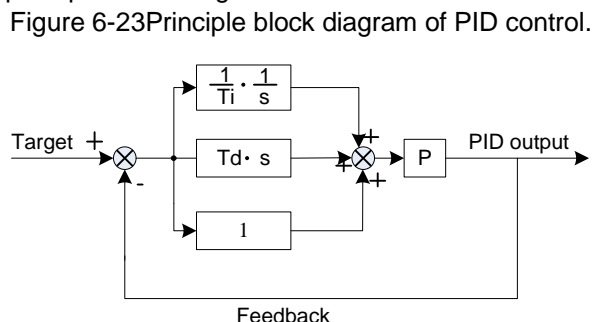 Figure 6-23Principle block diagram of PID control.
1 1
Ti · s
Target + + PID output
Td· s + P
- +
1
Feedback